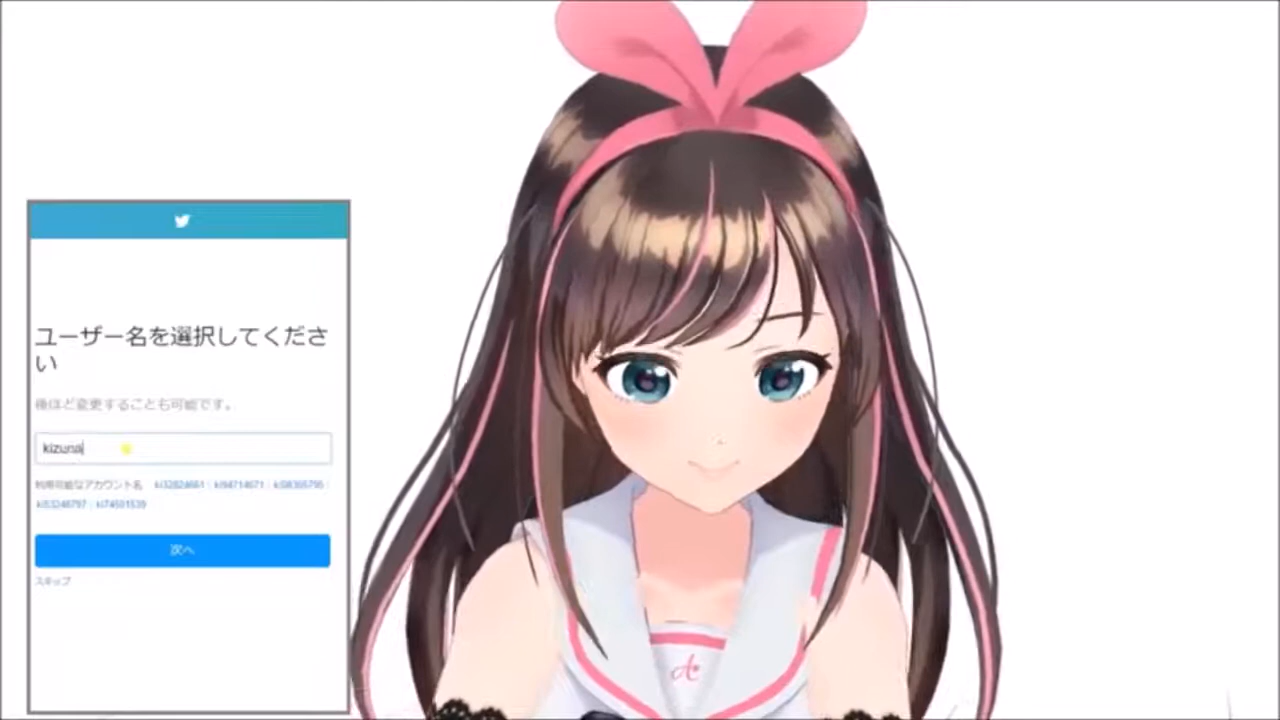 ユーザー名を選択してくださ
い
後ほど変更することも可能です。
kizuna
利用可能なアカウント名
次へ
スキップ